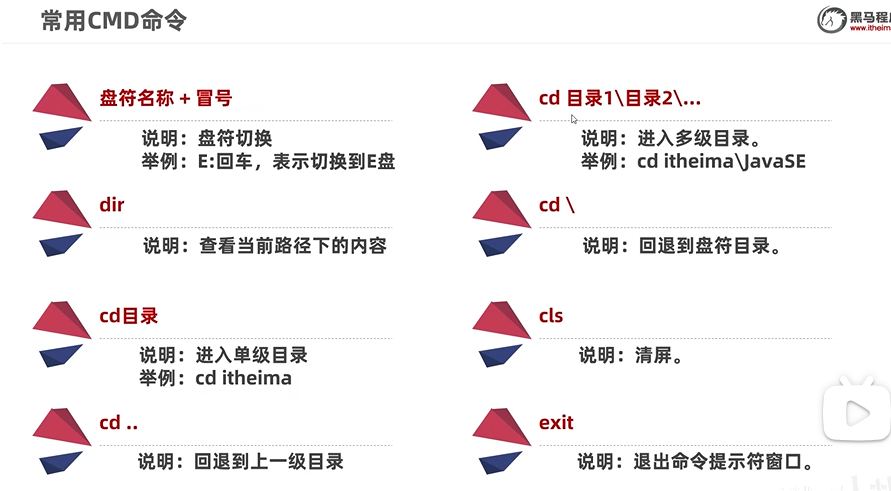 常用CMD命令
黑马程
www.itheim
盘符名称 + 冒号
说明：盘符切换
举例：E:回车，表示切换到E盘
dir
说明：查看当前路径下的内容
cd目录
说明：进入单级目录
举例：cd itheima
cd ..
说明：回退到上一级目录
cd 目录1\目录2\...
说明：进入多级目录。
举例：cd itheima\JavaSE
cd \
说明：回退到盘符目录。
cls
说明：清屏。
exit
说明：退出命令提示符窗口。